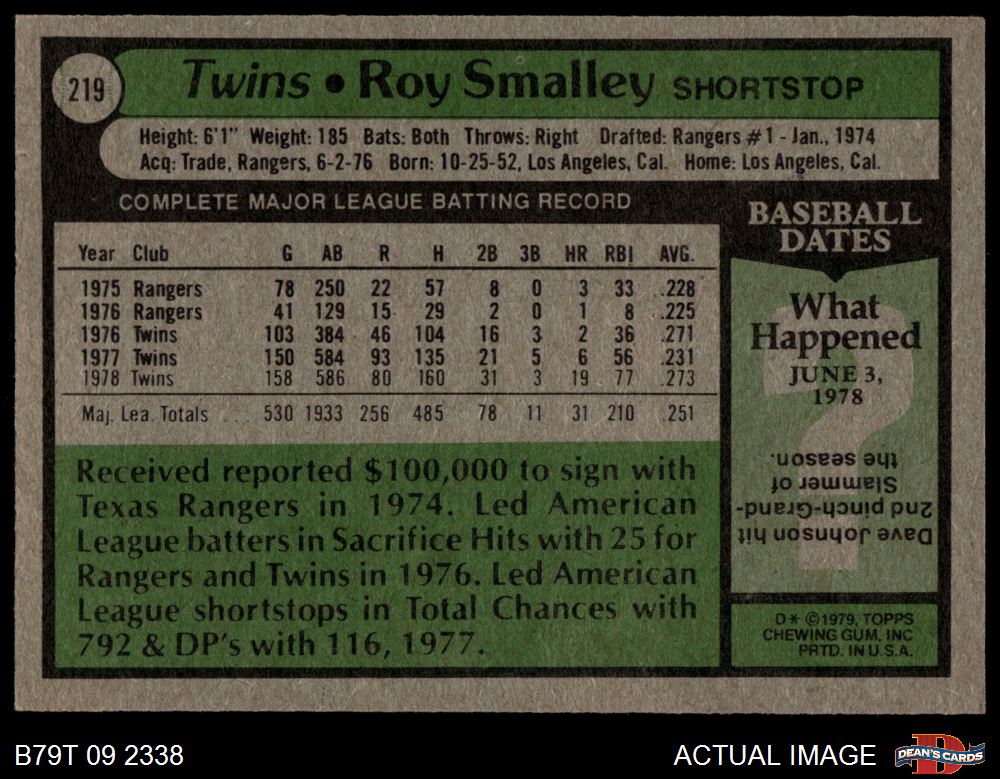 219
Twins • Roy Smalley SHORTSTOP
Height: 6'1" Weight: 185 Bats: Both Throws: Right Drafted: Rangers #1 - Jan., 1974
Acq: Trade, Rangers, 6-2-76 Born: 10-25-52, Los Angeles, Cal. Home: Los Angeles, Cal.
COMPLETE MAJOR LEAGUE BATTING RECORD
Year Club G AB R H 2B 3B HR RBI AVG.
1975 Rangers 78 250 22 57 8 0 3 33 .228
1976 Rangers 41 129 15 29 2 0 1 8 .225
1976 Twins 103 384 46 104 16 3 2 36 .271
1977 Twins 150 584 93 135 21 5 6 56 .231
1978 Twins 158 586 80 160 31 3 19 77 .273
Maj. Lea. Totals 530 1933 256 485 78 11 31 210 .251
Received reported $100,000 to sign with
Texas Rangers in 1974. Led American
League batters in Sacrifice Hits with 25 for
Rangers and Twins in 1976. Led American
League shortstops in Total Chances with
792 & DP's with 116, 1977.
BASEBALL
DATES
What
Happened
JUNE 3,
1978
?
Dave Johnson hit
2nd pinch-Grand-
Slammer of
the season.
D* ©1979, TOPPS
CHEWING GUM, INC
PRTD. IN U.S.A.
B79T 09 2338
ACTUAL IMAGE
D
DEAN'S CARDS